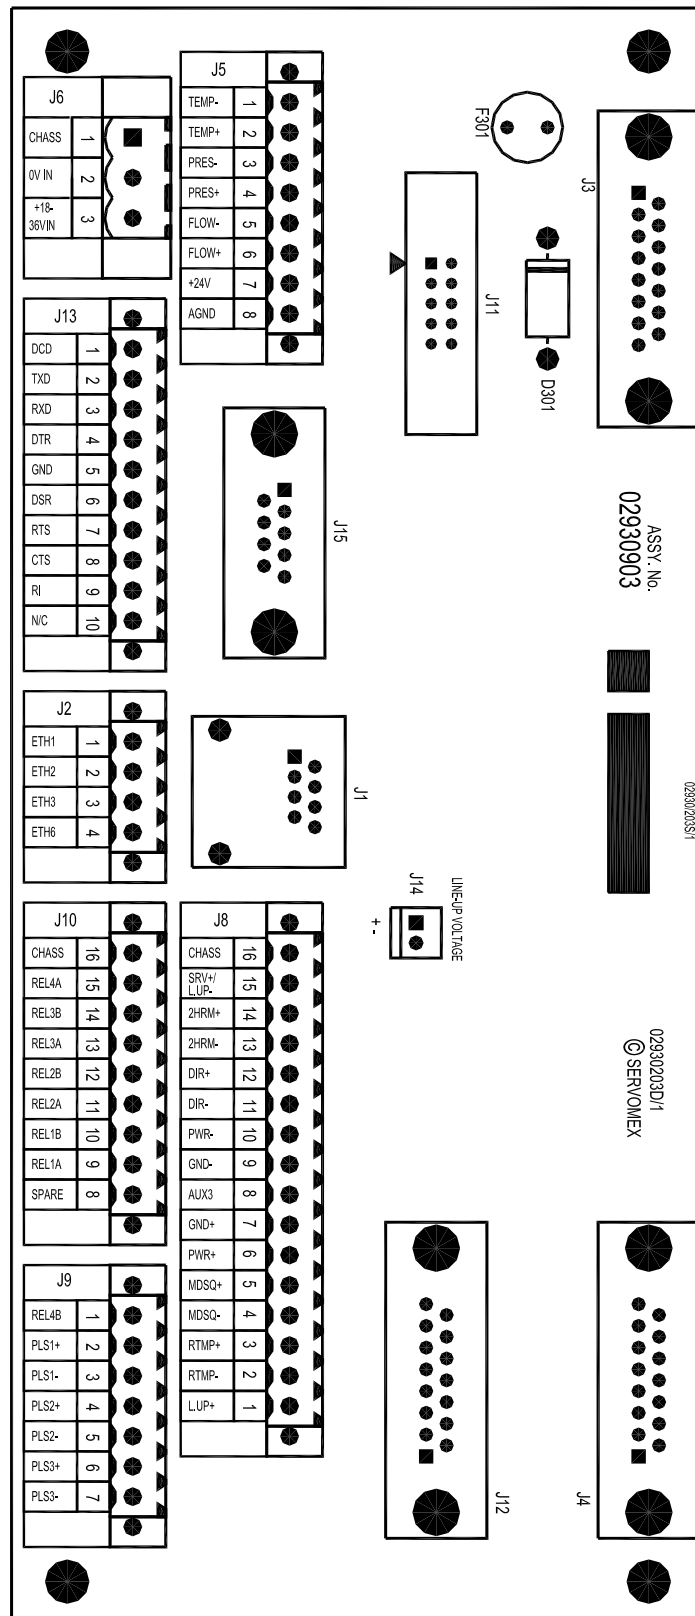 J6
CHASS 1
0V IN 2
+18-
36VIN 3
J5
TEMP- 1
TEMP+ 2
PRES- 3
PRES+ 4
FLOW- 5
FLOW+ 6
+24V 7
AGND 8
F301
J3
J11
D301
J13
DCD 1
TXD 2
RXD 3
DTR 4
GND 5
DSR 6
RTS 7
CTS 8
RI 9
N/C 10
J15
ASSY. No.
02930903
02930/203S/1
J2
ETH1 1
ETH2 2
ETH3 3
ETH6 4
J1
J14
LINE-UP VOLTAGE
+ -
02930203D/1
© SERVOMEX
J10
CHASS 16
REL4A 15
REL3B 14
REL3A 13
REL2B 12
REL2A 11
REL1B 10
REL1A 9
SPARE 8
J8
CHASS 16
SRV+/
L.UP- 15
2HRM+ 14
2HRM- 13
DIR+ 12
DIR- 11
PWR- 10
GND- 9
AUX3 8
GND+ 7
PWR+ 6
MDSQ+ 5
MDSQ- 4
RTMP+ 3
RTMP- 2
L.UP+ 1
J9
REL4B 1
PLS1+ 2
PLS1- 3
PLS2+ 4
PLS2- 5
PLS3+ 6
PLS3- 7
J12
J4